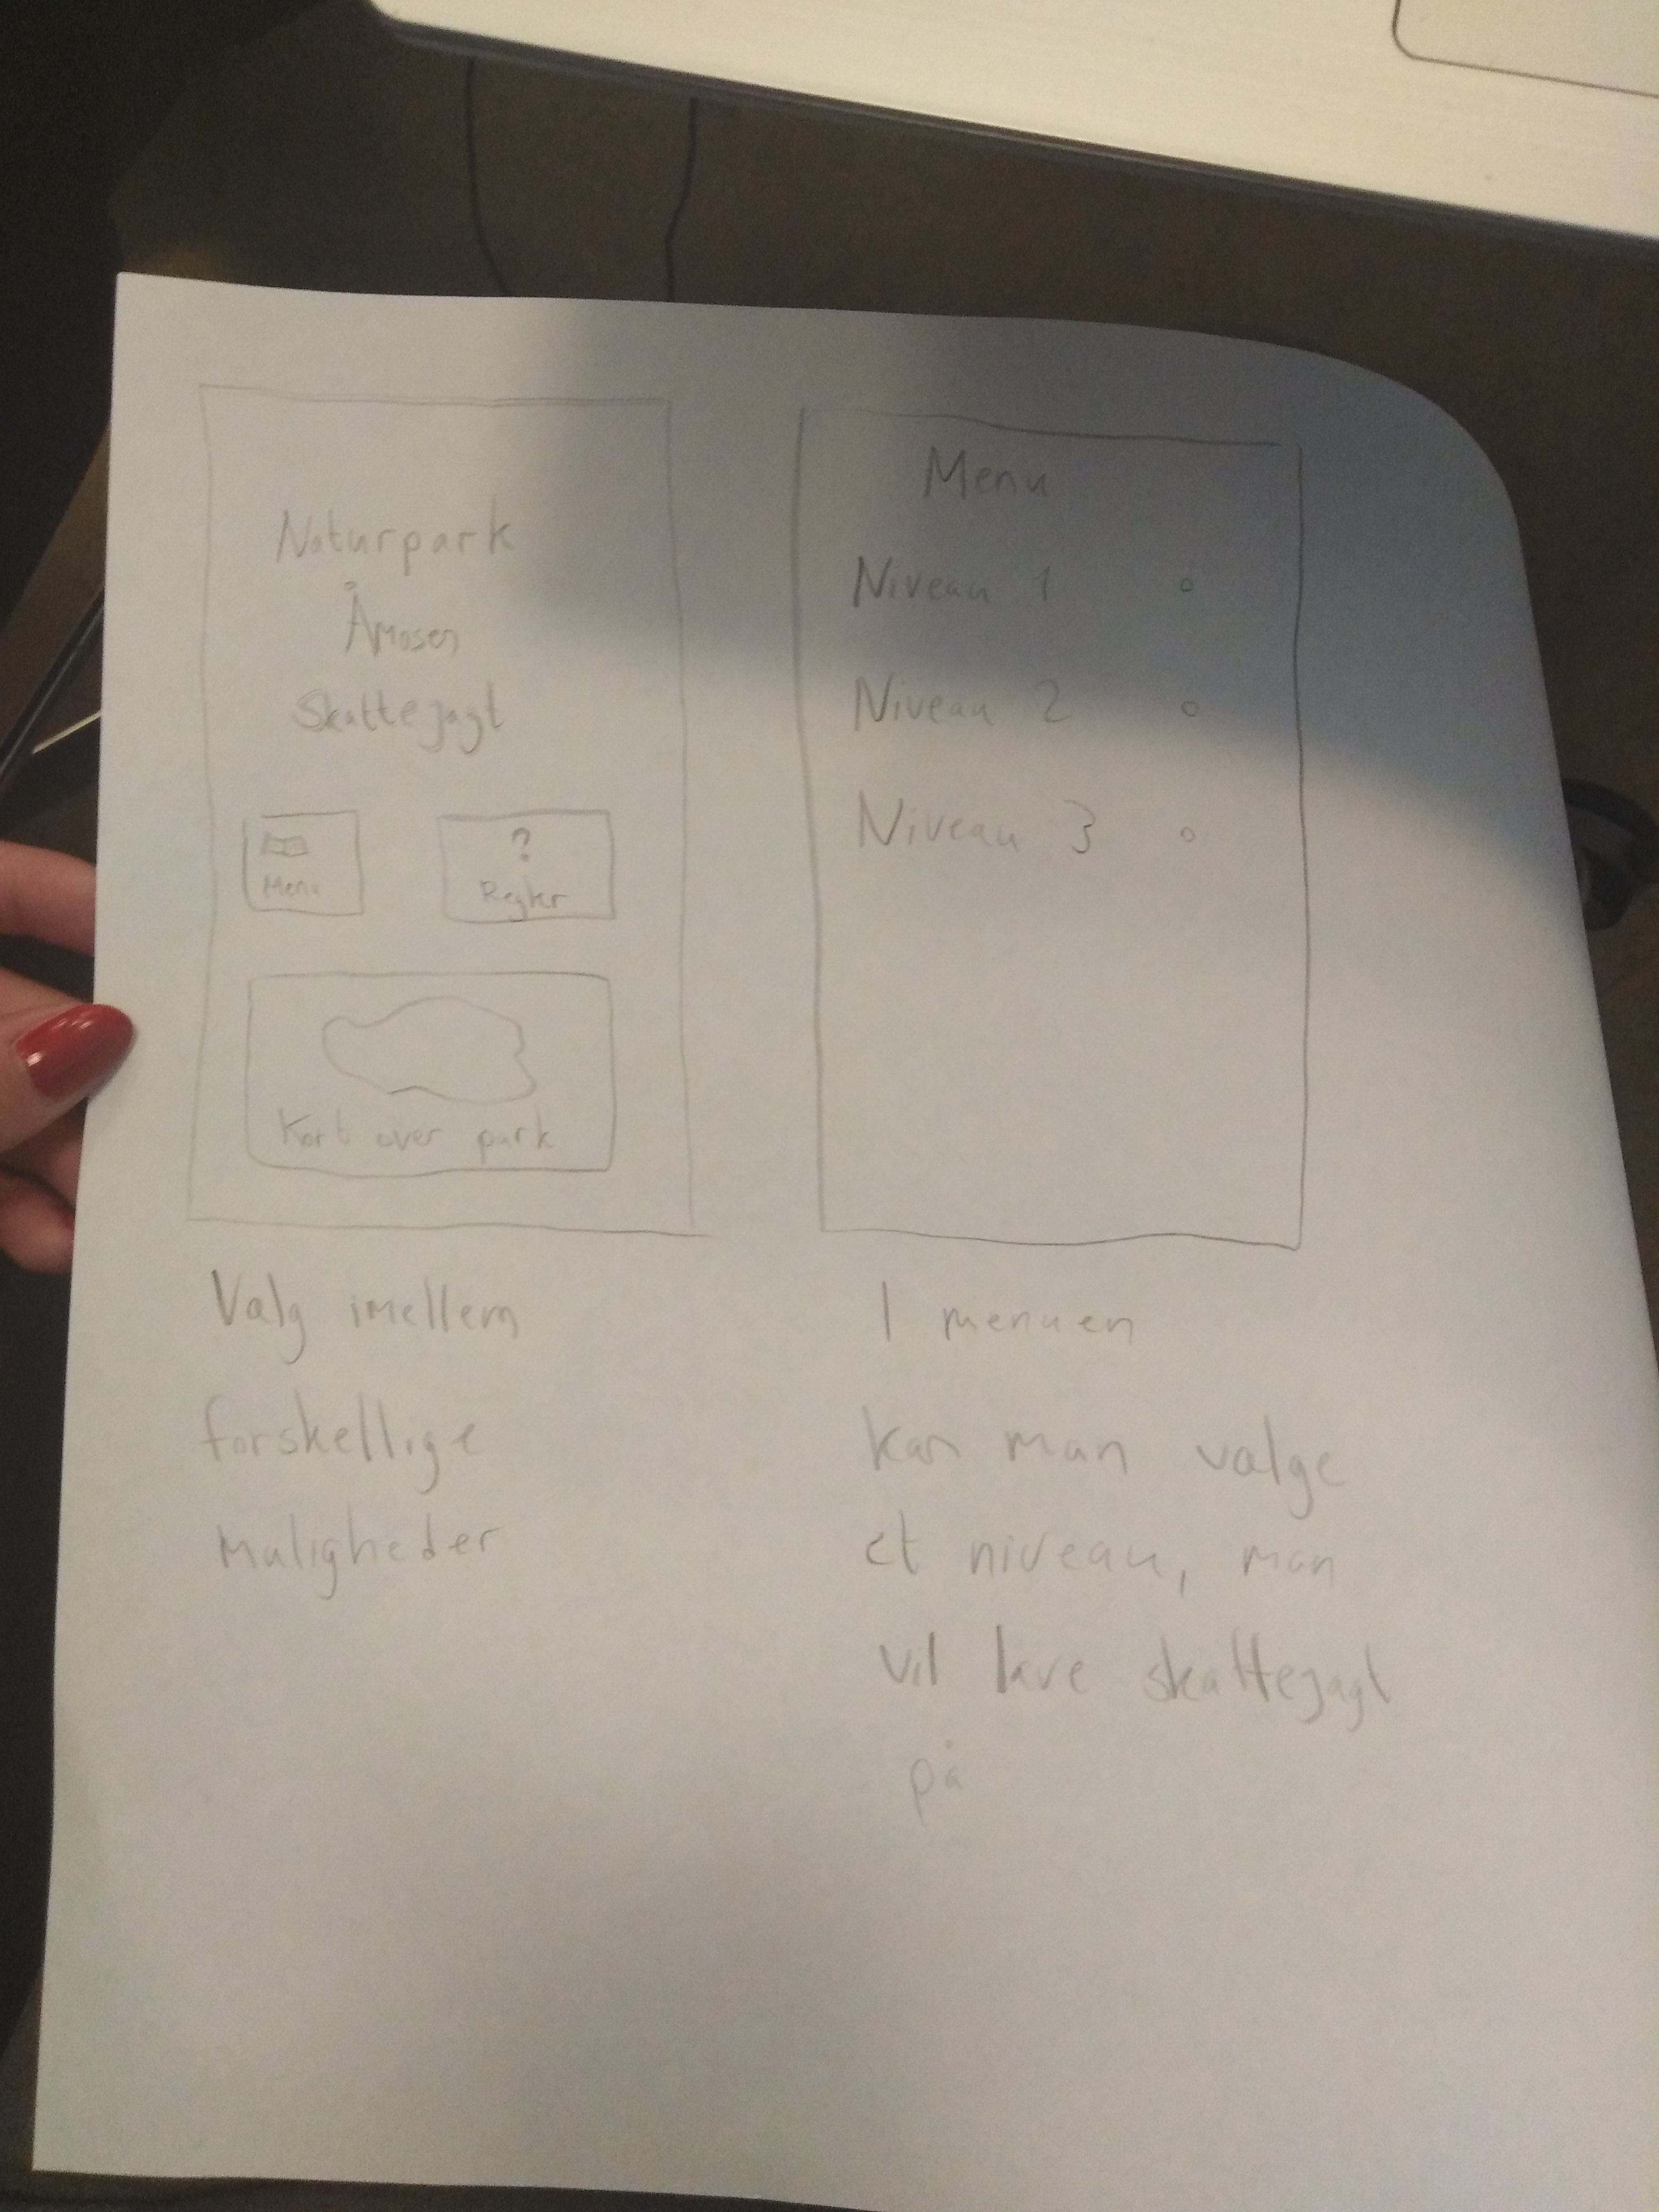 Naturpark
Åmosen
Skattejagt
Menu
?
Regler
Kort over park
Valg imellem
forskellige
muligheder
Menu
Niveau 1
Niveau 2
Niveau 3
I menuen
kan man valge
et niveau, man
vil lave skattejagt
på